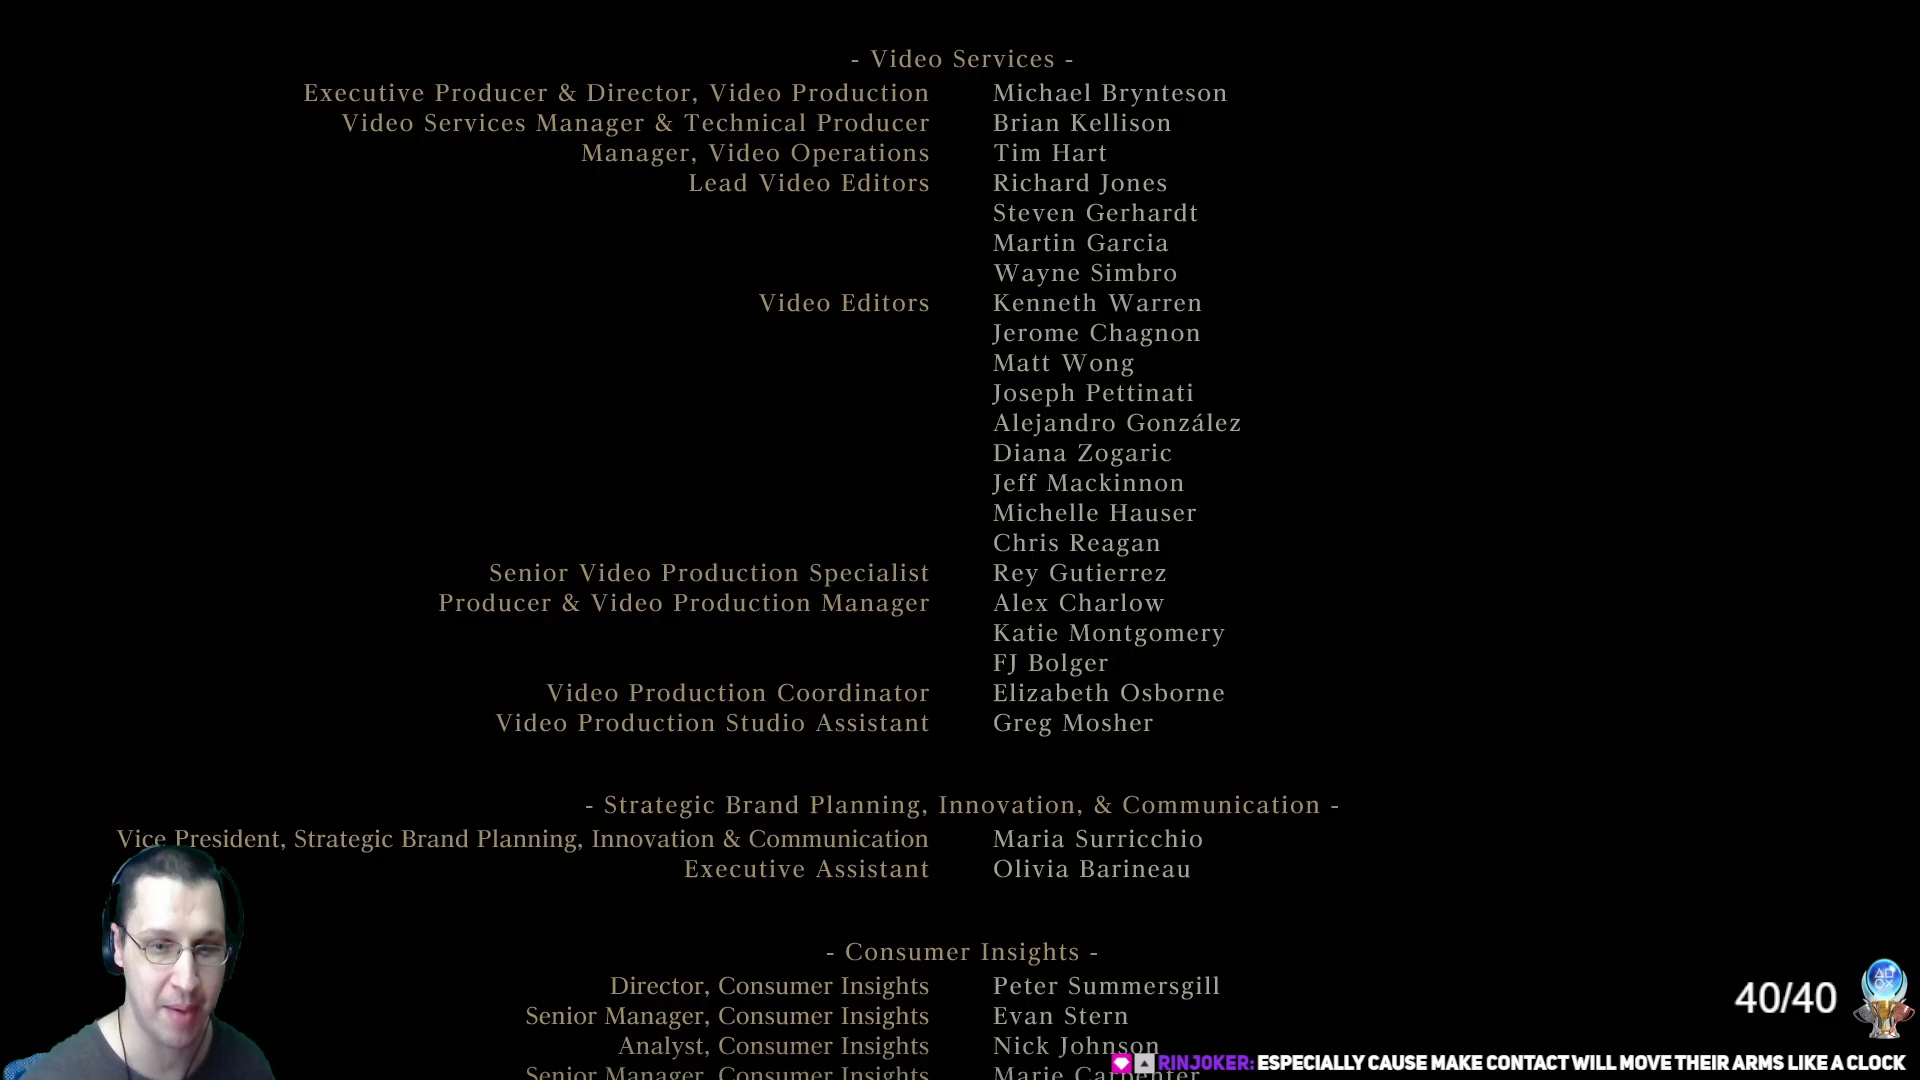 - Video Services -
Executive Producer & Director, Video Production Michael Brynteson
Video Services Manager & Technical Producer Brian Kellison
Manager, Video Operations Tim Hart
Lead Video Editors Richard Jones
Steven Gerhardt
Martin Garcia
Wayne Simbro
Video Editors Kenneth Warren
Jerome Chagnon
Matt Wong
Joseph Pettinati
Alejandro González
Diana Zogaric
Jeff Mackinnon
Michelle Hauser
Chris Reagan
Senior Video Production Specialist Rey Gutierrez
Producer & Video Production Manager Alex Charlow
Katie Montgomery
FJ Bolger
Video Production Coordinator Elizabeth Osborne
Video Production Studio Assistant Greg Mosher
- Strategic Brand Planning, Innovation, & Communication -
Vice President, Strategic Brand Planning, Innovation & Communication Maria Surricchio
Executive Assistant Olivia Barineau
- Consumer Insights -
Director, Consumer Insights Peter Summersgill
Senior Manager, Consumer Insights Evan Stern
Analyst, Consumer Insights Nick Johnson
Senior Manager, Consumer Insights Marie Carpenter
40/40
RINJOKER: ESPECIALLY CAUSE MAKE CONTACT WILL MOVE THEIR ARMS LIKE A CLOCK